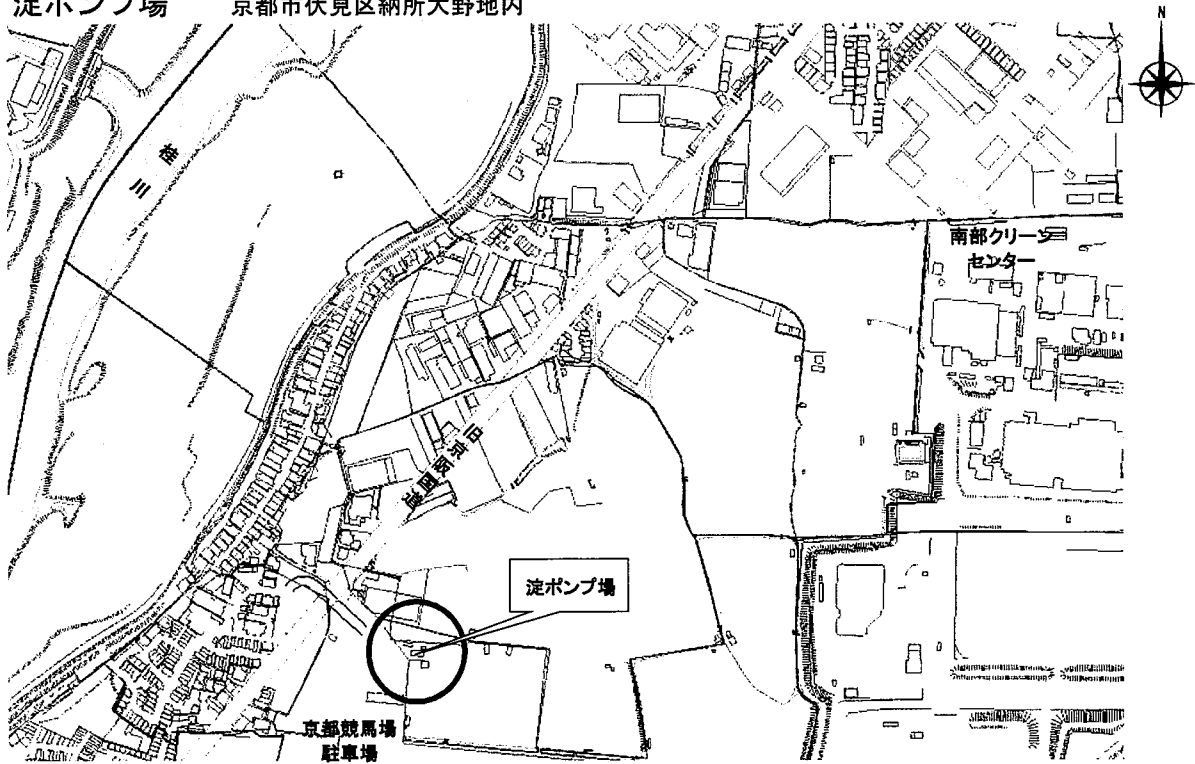 淀ポンプ場 京都市伏見区納所大野地内
N
桂川
南部クリーン
センター
旧京阪国道
淀ポンプ場
京都競馬場
駐車場